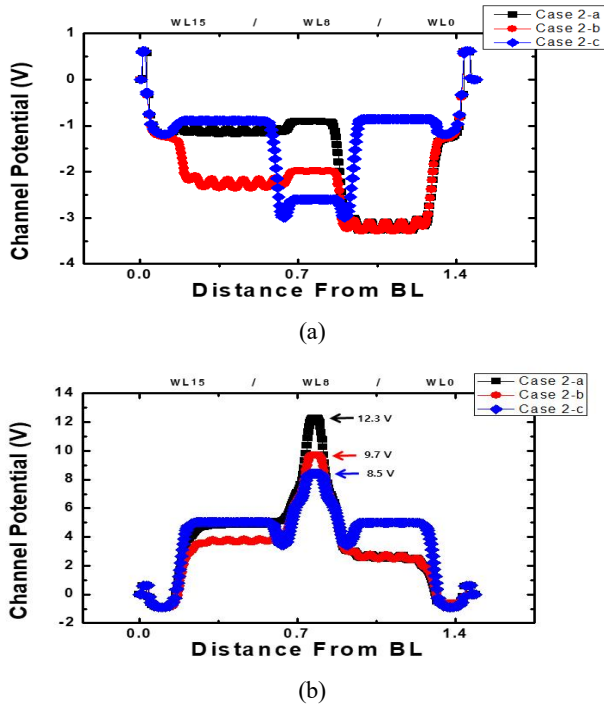 WL15 / WL8 / WL0
Case 2-a
Case 2-b
Case 2-c
Channel Potential (V)
1
0
-1
-2
-3
-4
0.0 0.7 1.4
Distance From BL
(a)
WL15 / WL8 / WL0
Case 2-a
Case 2-b
Case 2-c
Channel Potential (V)
14
12
10
8
6
4
2
0
-2
12.3 V
9.7 V
8.5 V
0.0 0.7 1.4
Distance From BL
(b)